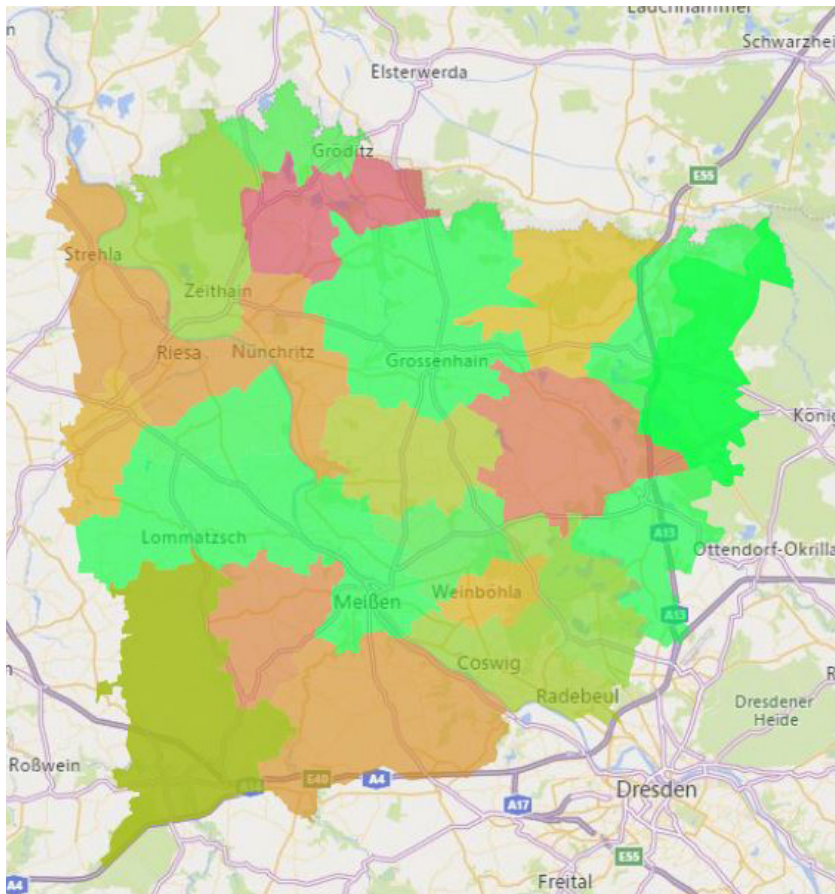 Lauchhammer
Schwarzhei
Elsterwerda
Gröditz
E55
Strehla
Zeithain
Riesa
Nünchritz
Grossenhain
König
Lommatzsch
A13
Ottendorf-Okrilla
Weinböhla
Meißen
A13
Coswig
Radebeul
Dresdener
Heide
Roßwein
E40
A4
Dresden
A17
E55
Freital
A4